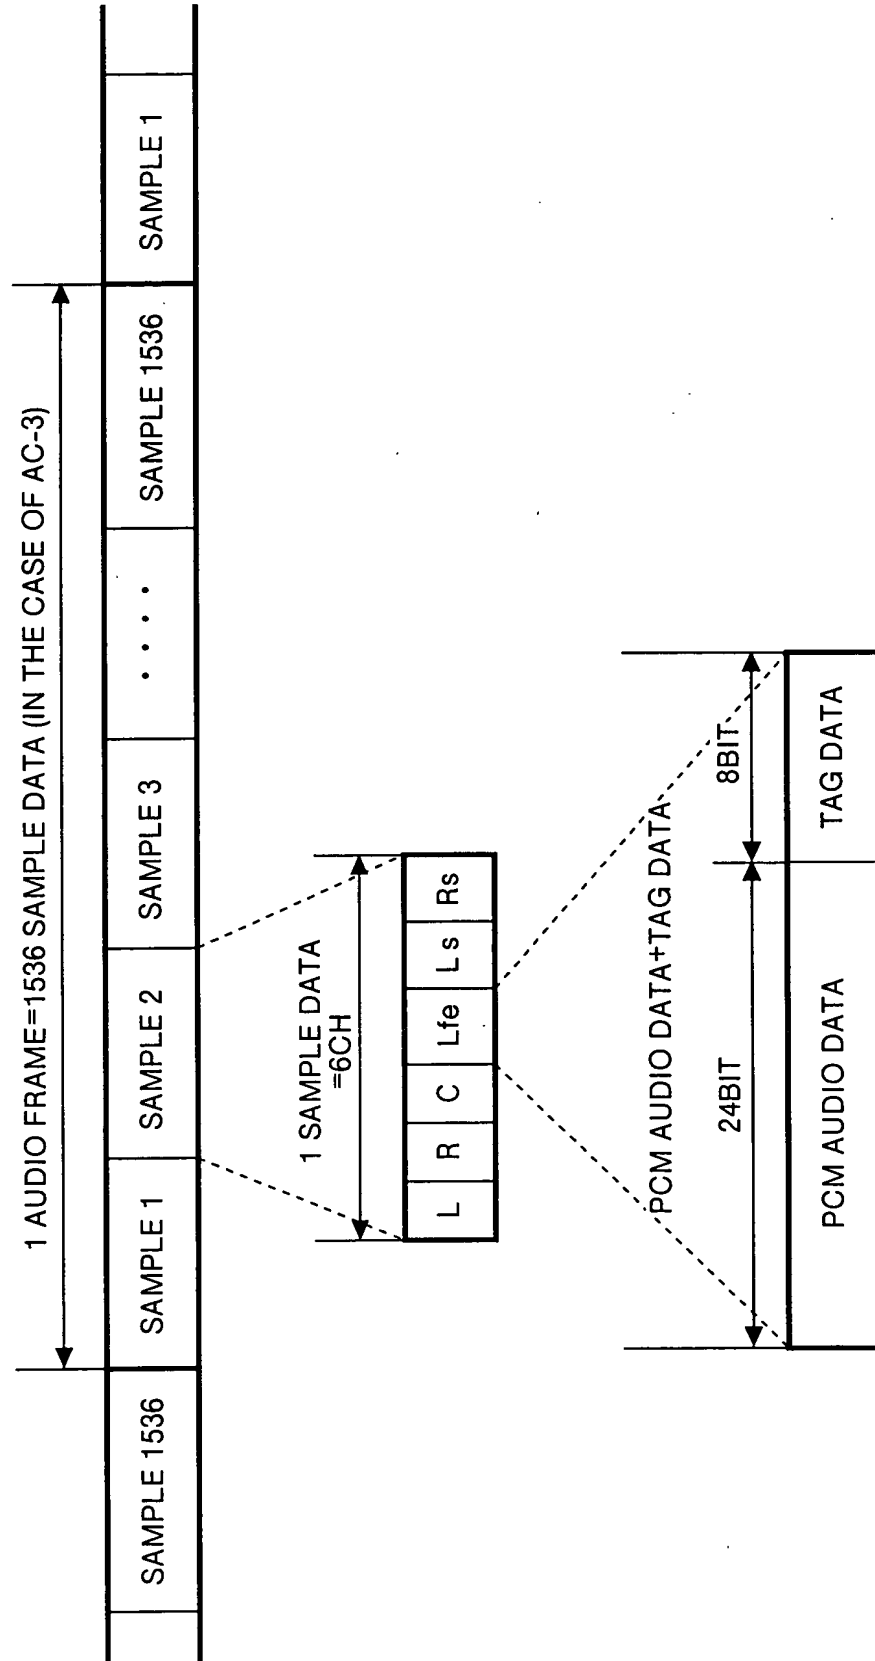 1 AUDIO FRAME=1536 SAMPLE DATA (IN THE CASE OF AC-3)
SAMPLE 1536
SAMPLE 1
SAMPLE 2
SAMPLE 3
. . . .
SAMPLE 1536
SAMPLE 1
1 SAMPLE DATA
=6CH
L
R
C
Lfe
Ls
Rs
PCM AUDIO DATA+TAG DATA
24BIT
8BIT
PCM AUDIO DATA
TAG DATA